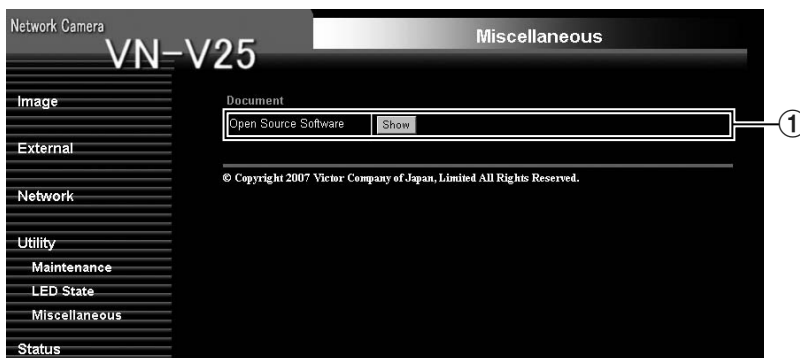 Network Camera
VN-V25
Miscellaneous
Image
External
Network
Utility
Maintenance
LED State
Miscellaneous
Status
Document
Open Source Software Show
①
© Copyright 2007 Victor Company of Japan, Limited All Rights Reserved.